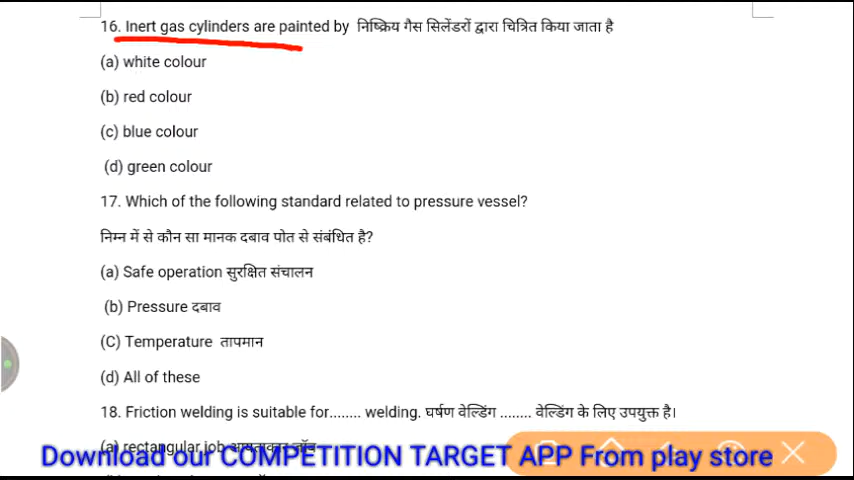 16. Inert gas cylinders are painted by निष्क्रिय गैस सिलेंडरों द्वारा चित्रित किया जाता है
(a) white colour
(b) red colour
(c) blue colour
(d) green colour
17. Which of the following standard related to pressure vessel?
निम्न में से कौन सा मानक दबाव पोत से संबंधित है?
(a) Safe operation सुरक्षित संचालन
(b) Pressure दबाव
(C) Temperature तापमान
(d) All of these
18. Friction welding is suitable for........ welding. घर्षण वेल्डिंग ........ वेल्डिंग के लिए उपयुक्त है।
(a) rectangular job आयताकार जॉब
Download our COMPETITION TARGET APP From play store